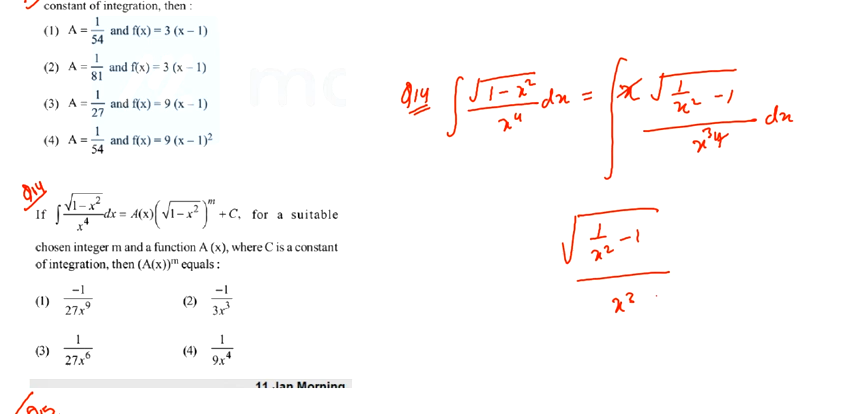 constant of integration, then :
(1) A = 1/54 and f(x) = 3 (x – 1)
(2) A = 1/81 and f(x) = 3 (x – 1)
(3) A = 1/27 and f(x) = 9 (x – 1)
(4) A = 1/54 and f(x) = 9 (x – 1)²
Q14
If ∫ √(1–x²)/x⁴ dx = A(x)(√(1–x²))ᵐ + C, for a suitable
chosen integer m and a function A (x), where C is a constant
of integration, then (A(x))ᵐ equals :
(1) –1/27x⁹ (2) –1/3x³
(3) 1/27x⁶ (4) 1/9x⁴
11 Jan Morning
Q14 ∫ √(1–x²)/x⁴ dx = ∫ x √(1/x² –1)/x³4 dx
√(1/x² –1)/x³